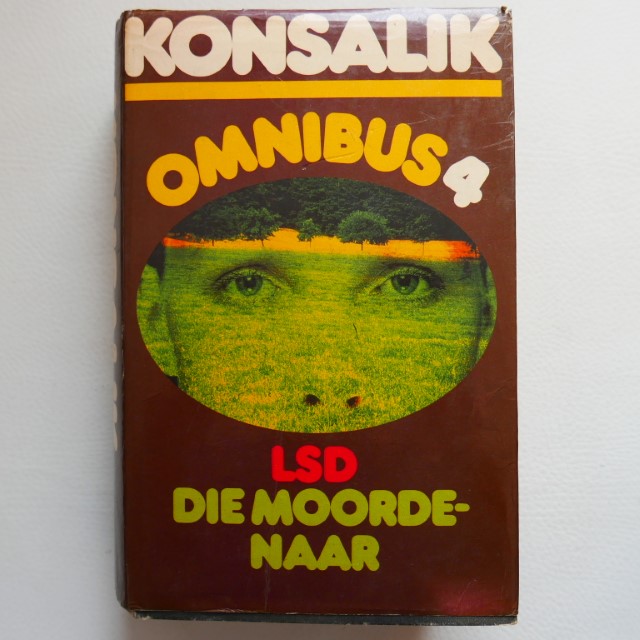 KONSALIK
OMNIBUS 4
LSD
DIE MOORDE-
NAAR